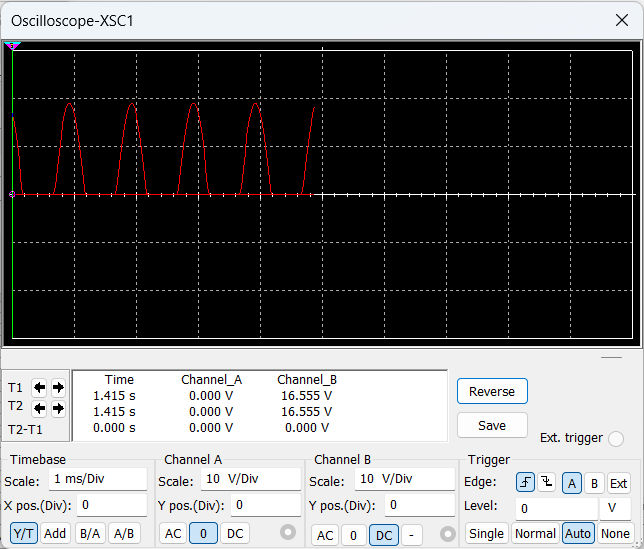 Oscilloscope-XSC1
Time Channel_A Channel_B
T1 1.415 s 0.000 V 16.555 V
T2 1.415 s 0.000 V 16.555 V
T2-T1 0.000 s 0.000 V 0.000 V
Reverse
Save
Ext. trigger
Timebase
Scale: 1 ms/Div
X pos.(Div): 0
Y/T Add B/A A/B
Channel A
Scale: 10 V/Div
Y pos.(Div): 0
AC 0 DC
Channel B
Scale: 10 V/Div
Y pos.(Div): 0
AC 0 DC -
Trigger
Edge: A B Ext
Level: 0 V
Single Normal Auto None